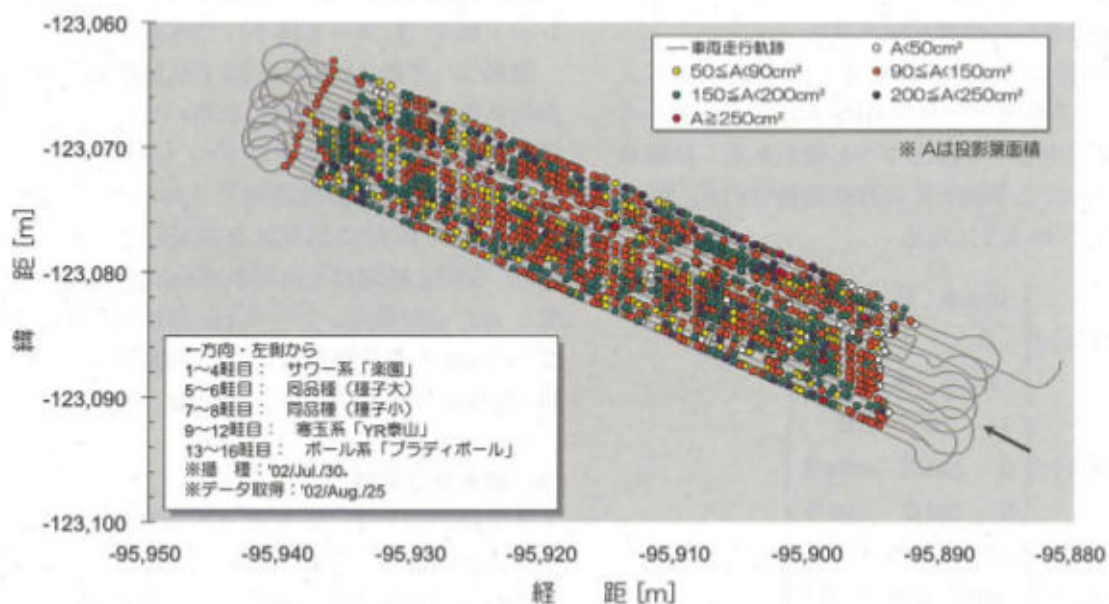 -123,060
-123,070
-123,080
-123,090
-123,100
緯 距 [m]
車両走行軌跡
A<50cm²
50≦A<90cm²
90≦A<150cm²
150≦A<200cm²
200≦A<250cm²
A≧250cm²
※ Aは投影葉面積
←方向・左側から
1~4畦目： サワー系「楽園」
5~6畦目： 同品種（種子大）
7~8畦目： 同品種（種子小）
9~12畦目： 寒玉系「YR泰山」
13~16畦目： ボール系「ブラディボール」
※播 種：'02/Jul./30.
※データ取得：'02/Aug./25
-95,950
-95,940
-95,930
-95,920
-95,910
-95,900
-95,890
-95,880
経 距 [m]